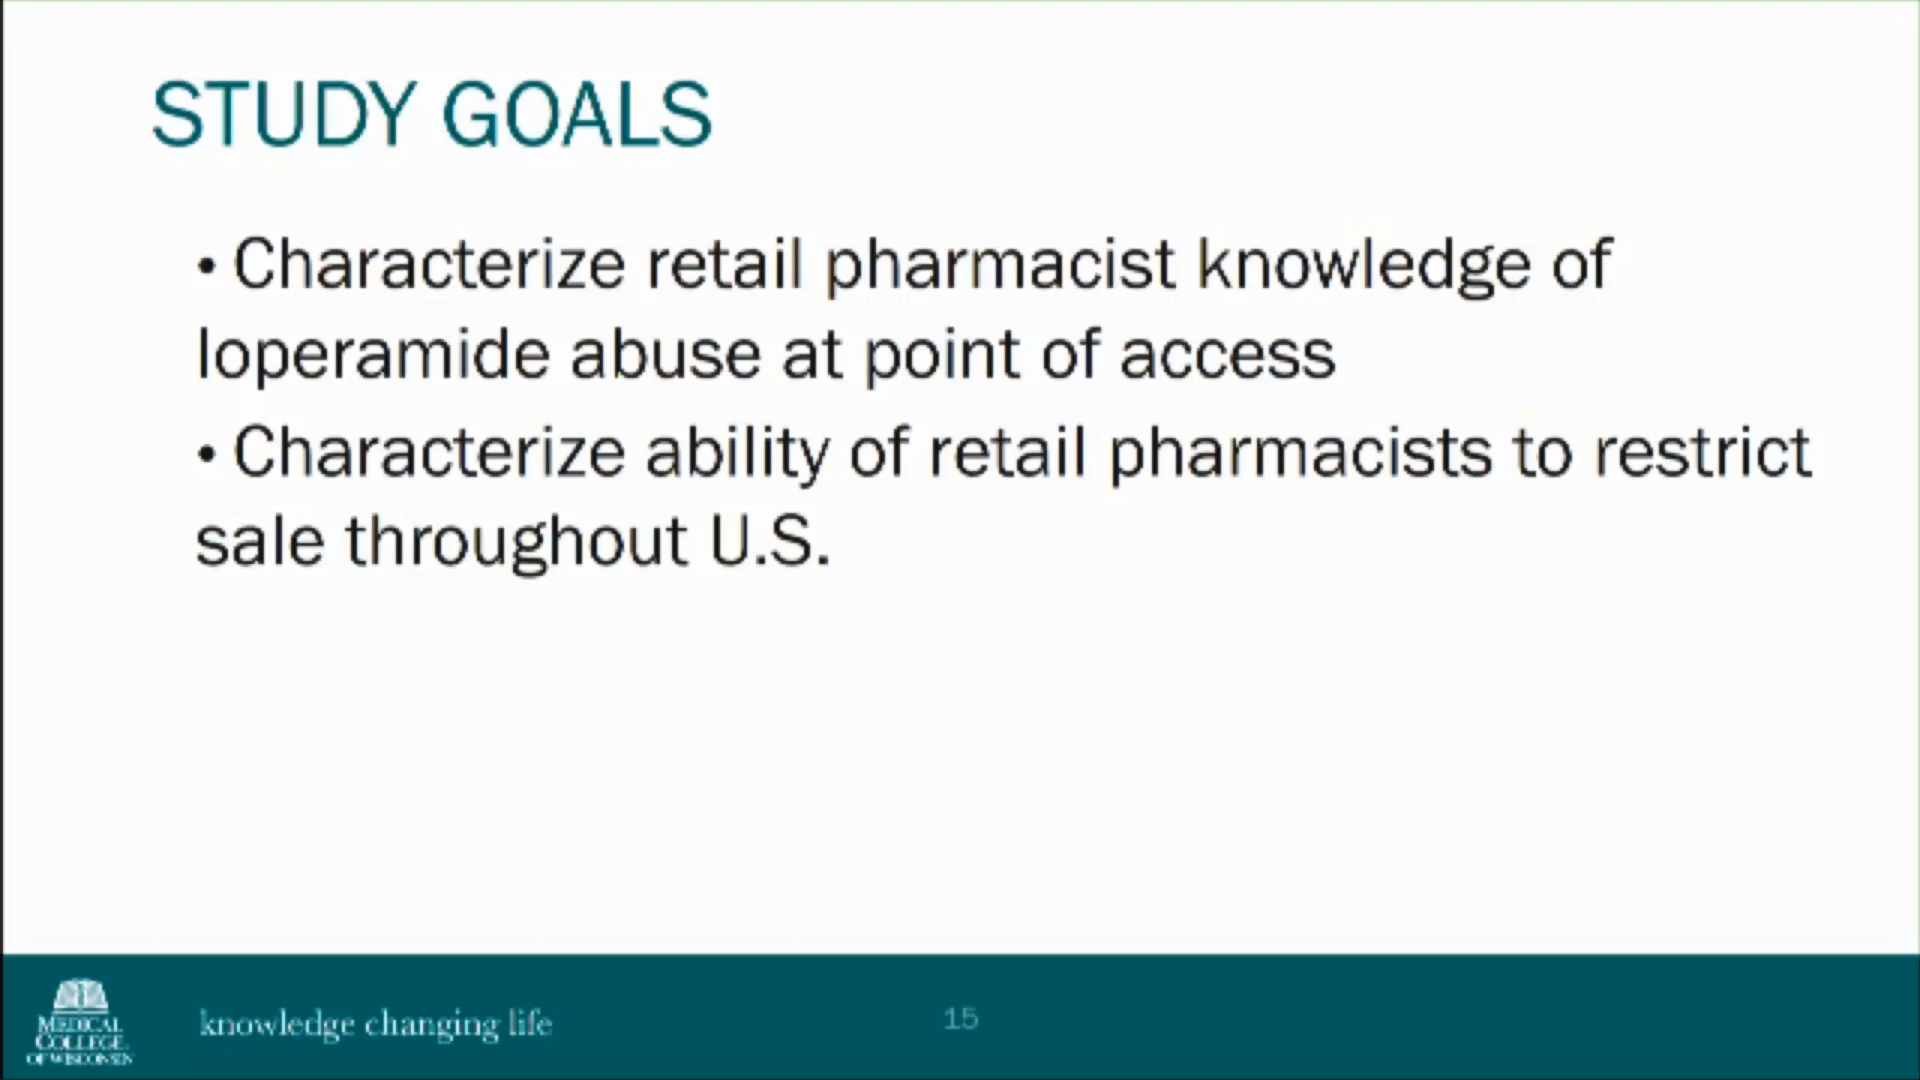 STUDY GOALS
• Characterize retail pharmacist knowledge of
loperamide abuse at point of access
• Characterize ability of retail pharmacists to restrict
sale throughout U.S.
MEDICAL
COLLEGE
OF WISCONSIN
knowledge changing life
15